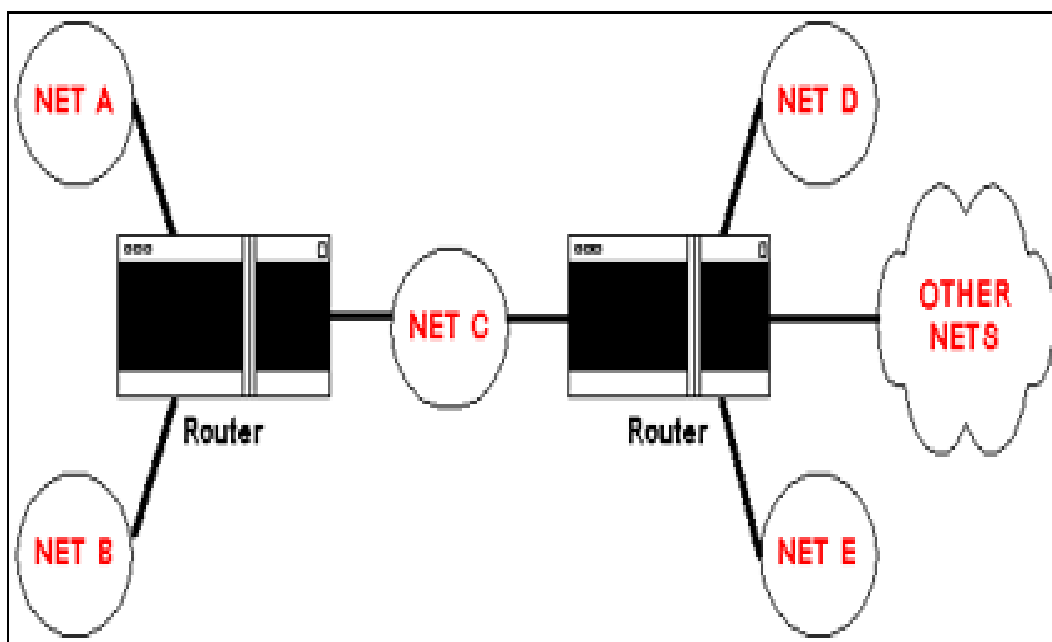 NET A
NET D
NET C
OTHER
NETS
Router
Router
NET B
NET E